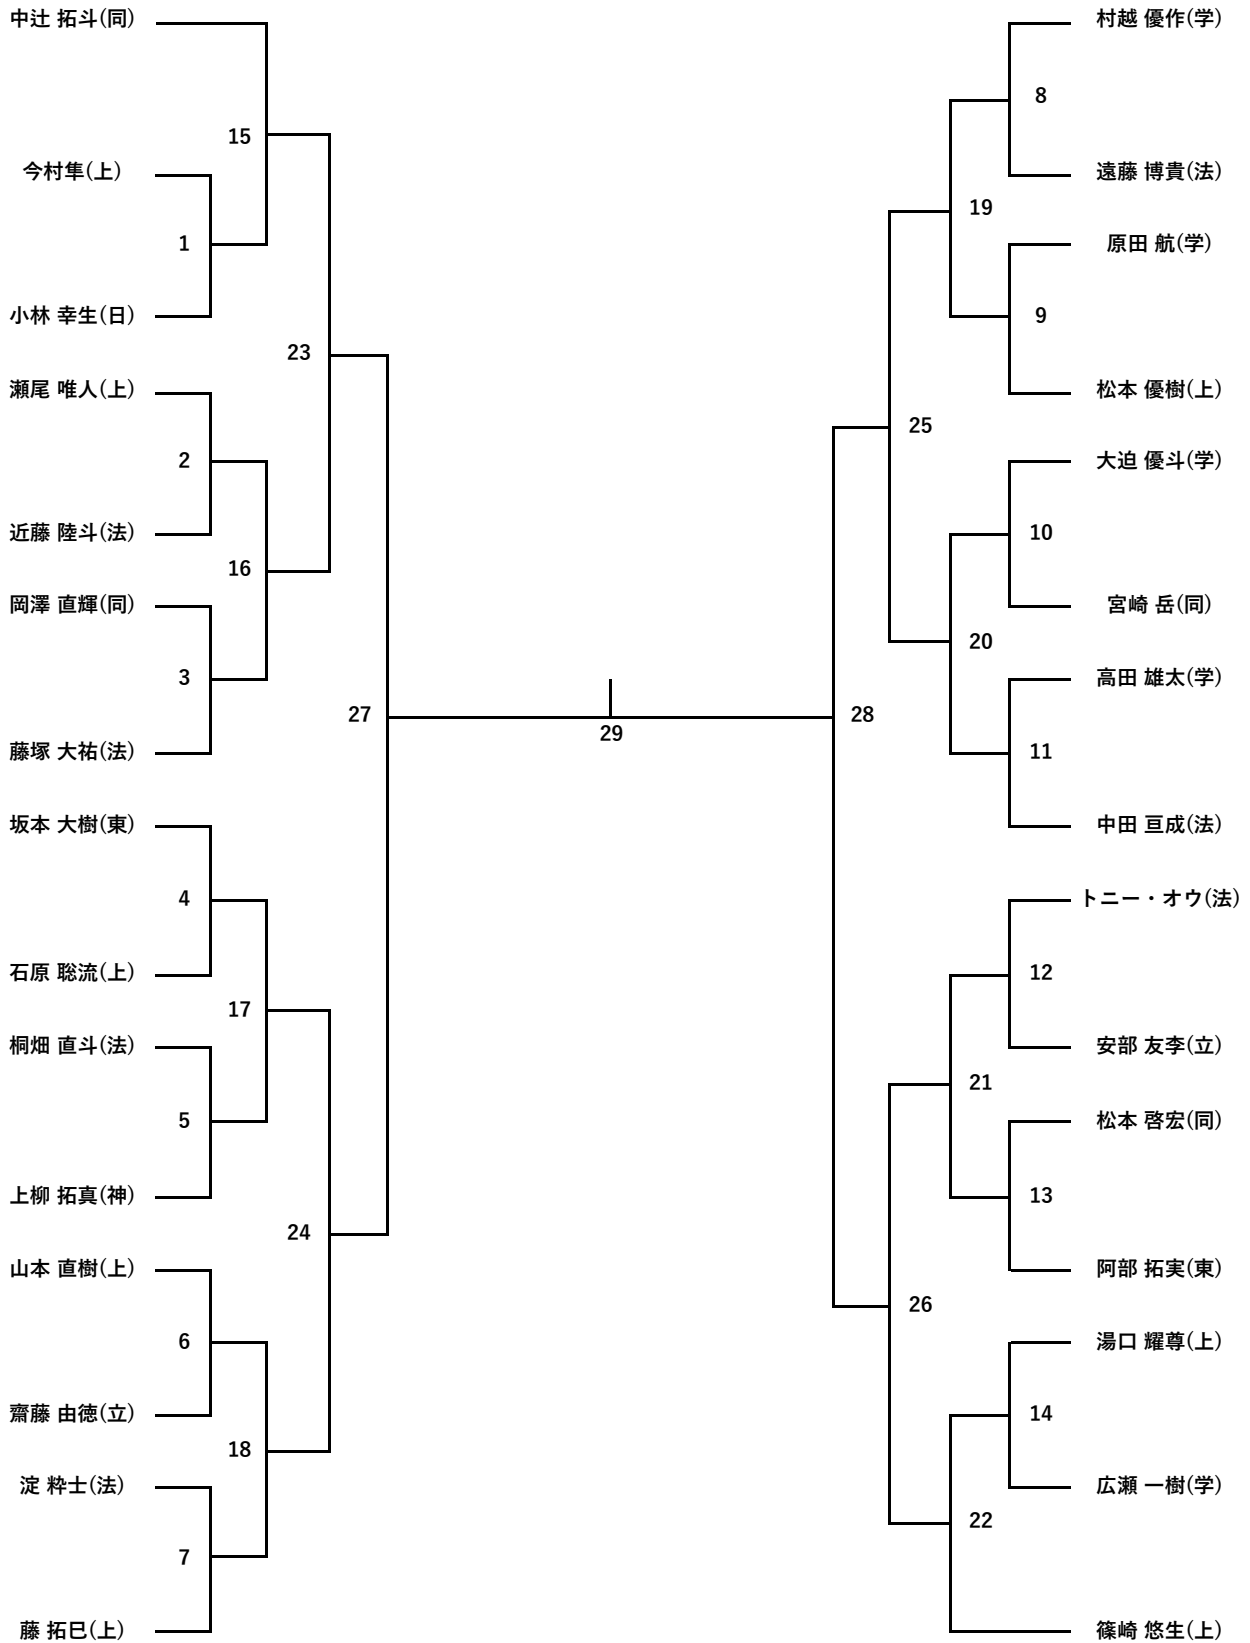 中辻 拓斗(同)
15
今村隼(上)
1
小林 幸生(日)
23
瀬尾 唯人(上)
2
近藤 陸斗(法)
16
岡澤 直輝(同)
3
藤塚 大祐(法)
27
坂本 大樹(東)
4
石原 聡流(上)
17
桐畑 直斗(法)
5
上柳 拓真(神)
24
山本 直樹(上)
6
齋藤 由徳(立)
18
淀 粋士(法)
7
藤 拓巳(上)
29
村越 優作(学)
8
遠藤 博貴(法)
19
原田 航(学)
9
松本 優樹(上)
25
大迫 優斗(学)
10
宮崎 岳(同)
20
高田 雄太(学)
11
中田 亘成(法)
28
トニー・オウ(法)
12
安部 友李(立)
21
松本 啓宏(同)
13
阿部 拓実(東)
26
湯口 耀尊(上)
14
広瀬 一樹(学)
22
篠崎 悠生(上)